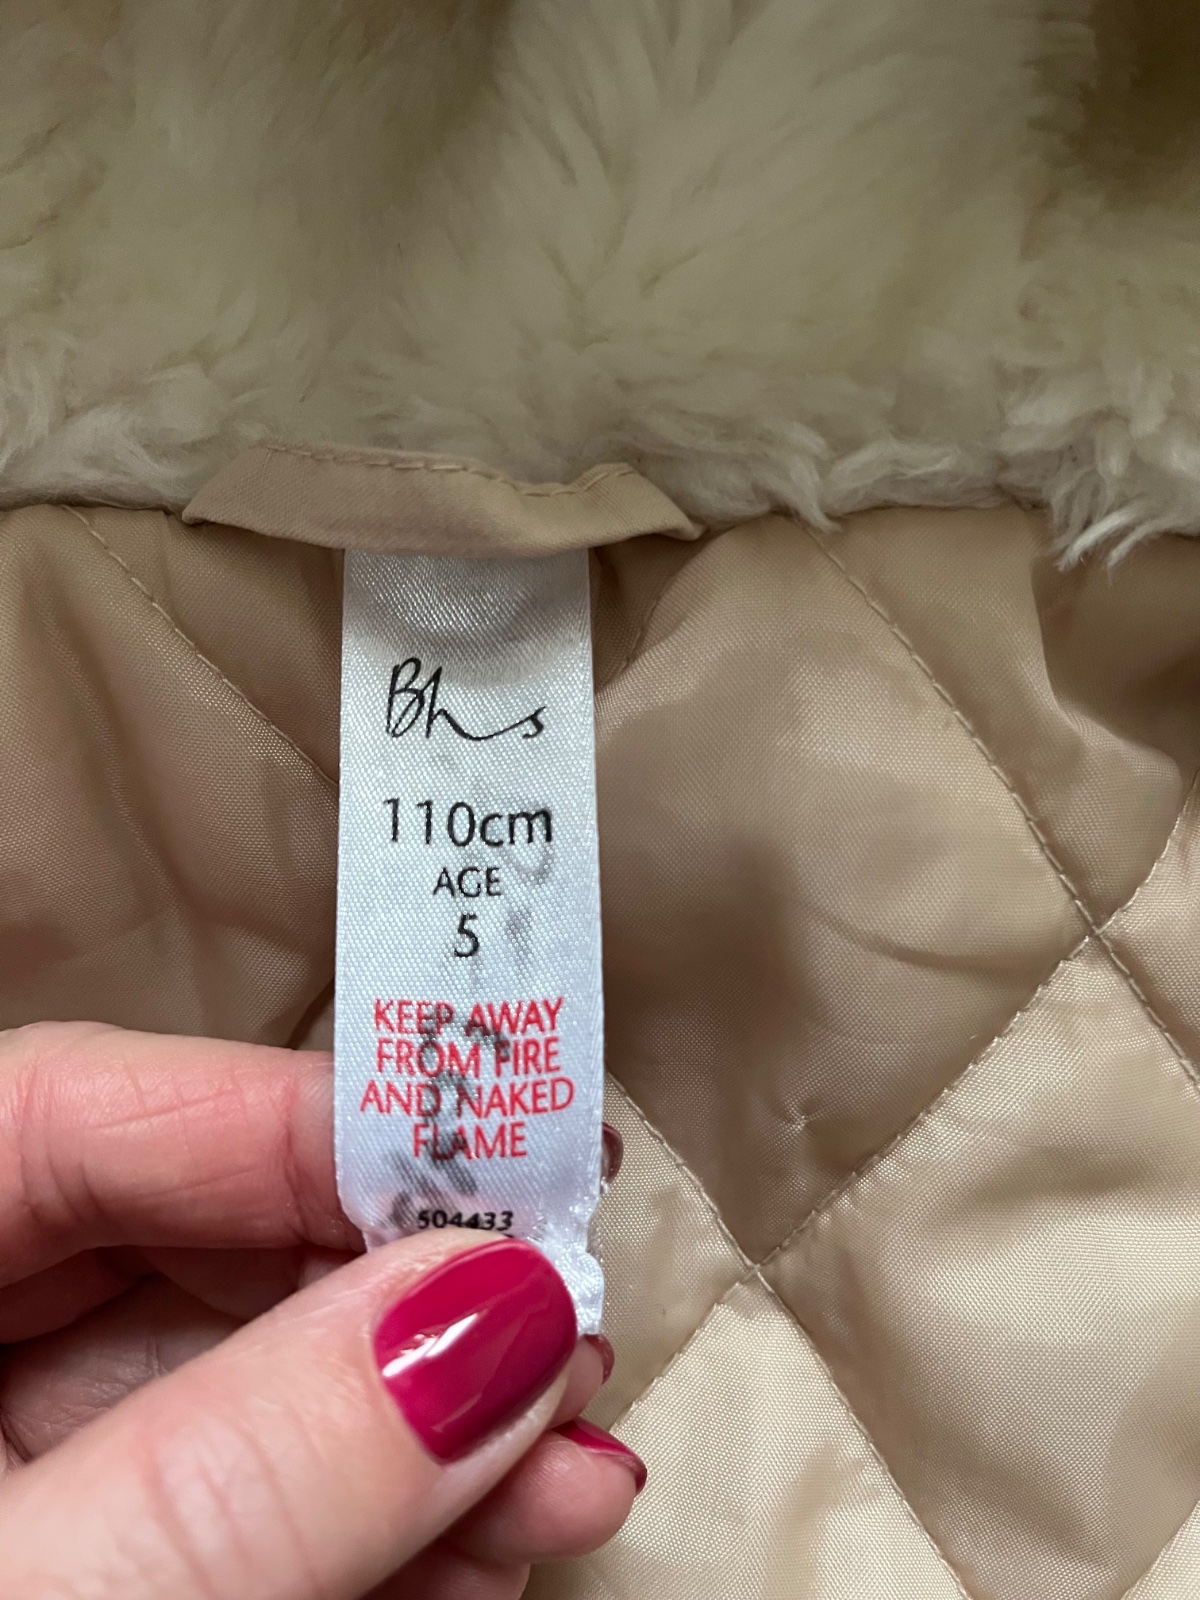 Bhs
110cm
AGE
5
KEEP AWAY
FROM FIRE
AND NAKED
FLAME
504433